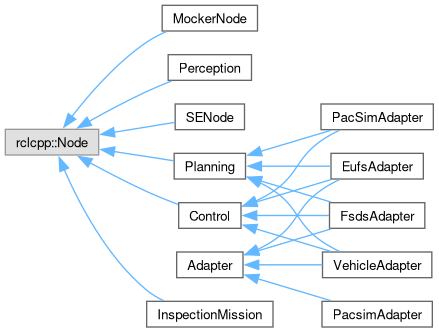 MockerNode
Perception
SENode
PacSimAdapter
rclcpp::Node
Planning
EufsAdapter
Control
FsdsAdapter
Adapter
VehicleAdapter
InspectionMission
PacsimAdapter